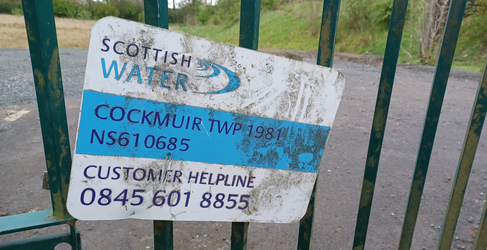 SCOTTISH
WATER
COCKMUIR TWP 1981
NS610685
CUSTOMER HELPLINE
0845 601 8855